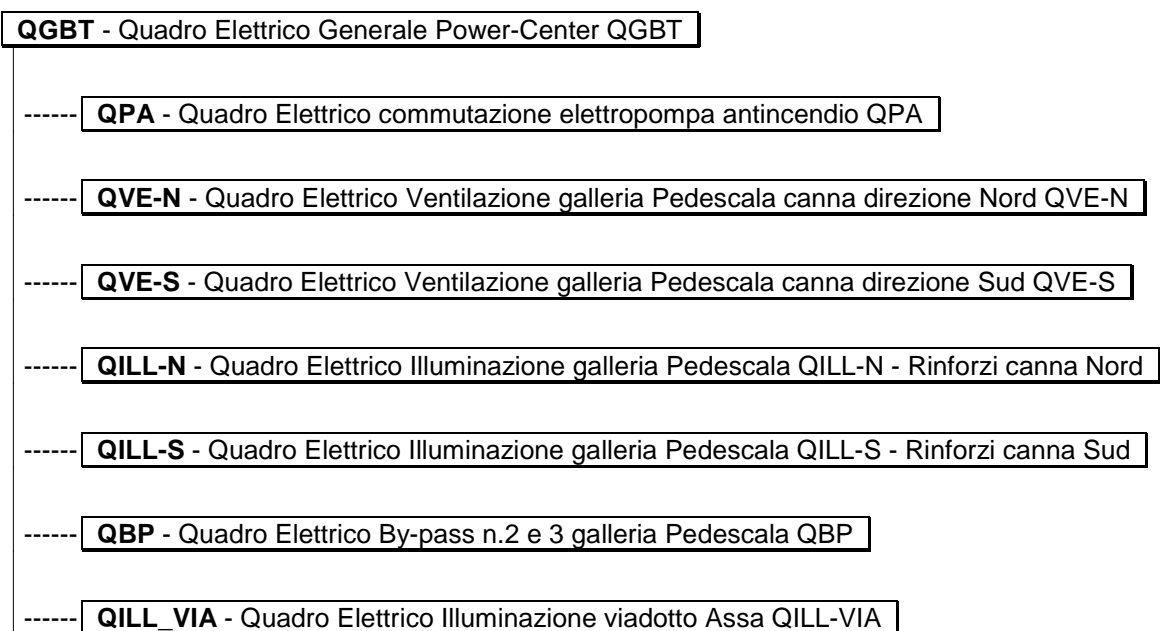 QGBT - Quadro Elettrico Generale Power-Center QGBT
------ QPA - Quadro Elettrico commutazione elettropompa antincendio QPA
------ QVE-N - Quadro Elettrico Ventilazione galleria Pedescala canna direzione Nord QVE-N
------ QVE-S - Quadro Elettrico Ventilazione galleria Pedescala canna direzione Sud QVE-S
------ QILL-N - Quadro Elettrico Illuminazione galleria Pedescala QILL-N - Rinforzi canna Nord
------ QILL-S - Quadro Elettrico Illuminazione galleria Pedescala QILL-S - Rinforzi canna Sud
------ QBP - Quadro Elettrico By-pass n.2 e 3 galleria Pedescala QBP
------ QILL_VIA - Quadro Elettrico Illuminazione viadotto Assa QILL-VIA